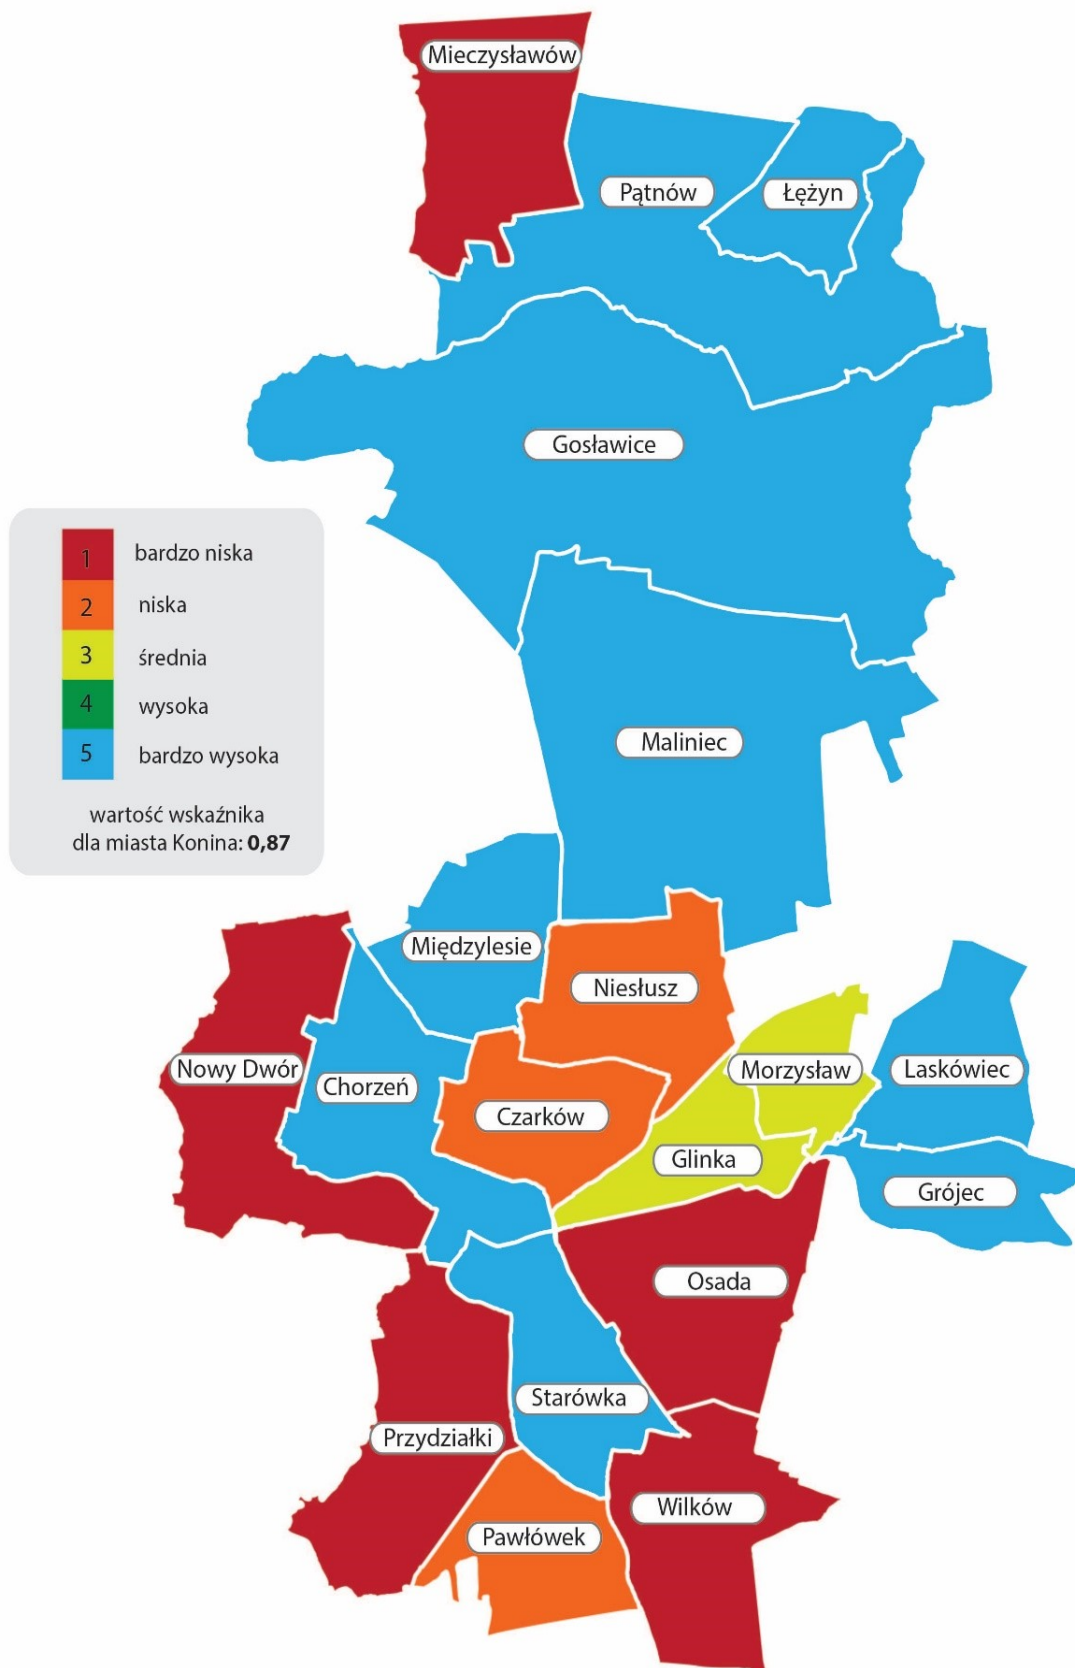 Mieczysławów
Pątnów
Łężyn
Gosławice
1 bardzo niska
2 niska
3 średnia
4 wysoka
5 bardzo wysoka
wartość wskaźnika
dla miasta Konina: 0,87
Maliniec
Międzylesie
Niesłusz
Nowy Dwór
Chorzeń
Czarków
Morzysław
Laskówiec
Glinka
Grójec
Osada
Starówka
Przydziałki
Wilków
Pawłówek